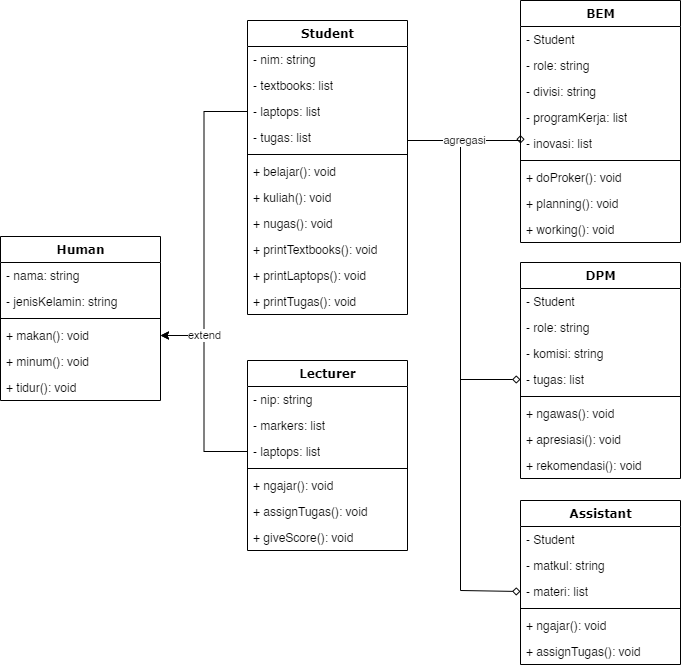 Human
- nama: string
- jenisKelamin: string
+ makan(): void
+ minum(): void
+ tidur(): void
extend
Student
- nim: string
- textbooks: list
- laptops: list
- tugas: list
+ belajar(): void
+ kuliah(): void
+ nugas(): void
+ printTextbooks(): void
+ printLaptops(): void
+ printTugas(): void
Lecturer
- nip: string
- markers: list
- laptops: list
+ ngajar(): void
+ assignTugas(): void
+ giveScore(): void
agregasi
BEM
- Student
- role: string
- divisi: string
- programKerja: list
- inovasi: list
+ doProker(): void
+ planning(): void
+ working(): void
DPM
- Student
- role: string
- komisi: string
- tugas: list
+ ngawas(): void
+ apresiasi(): void
+ rekomendasi(): void
Assistant
- Student
- matkul: string
- materi: list
+ ngajar(): void
+ assignTugas(): void